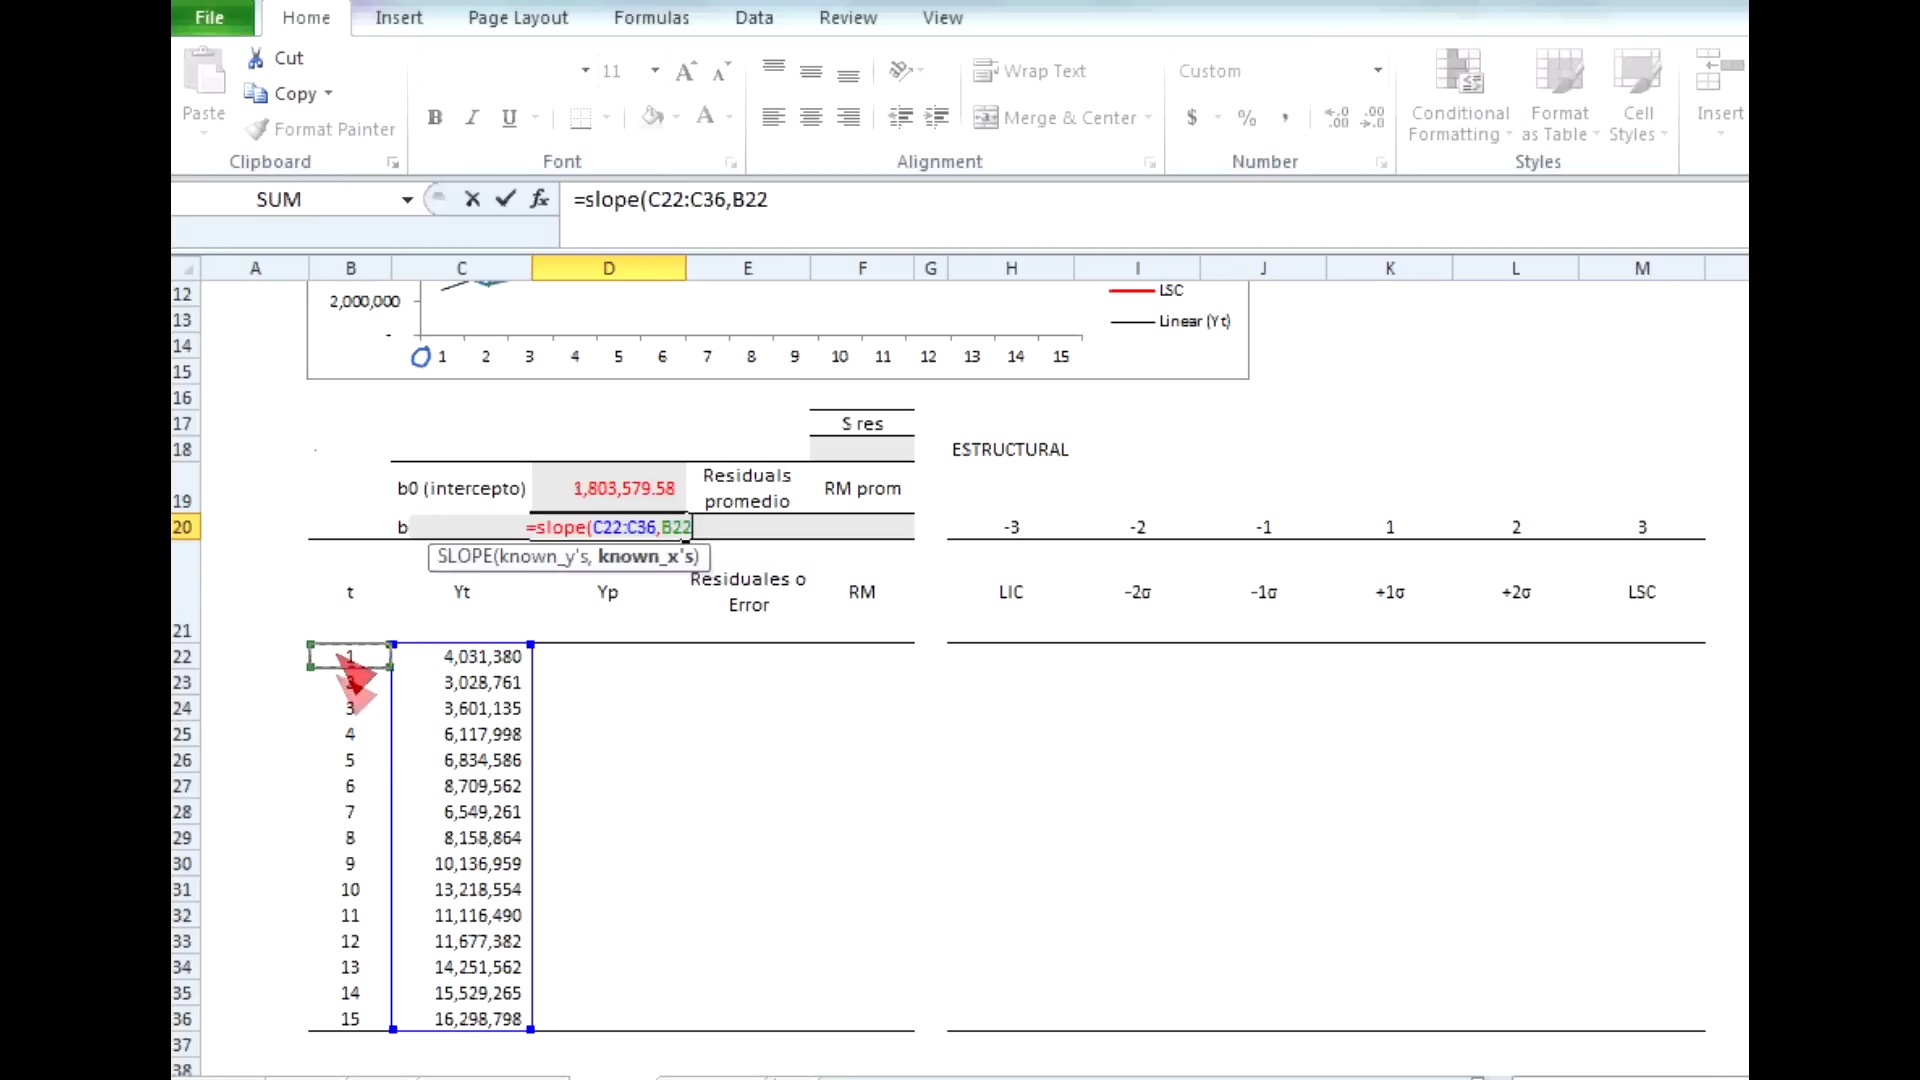 File Home Insert Page Layout Formulas Data Review View
Cut
Copy
Paste
Format Painter
Clipboard
11
B I U
Font
Wrap Text
Merge & Center
Alignment
Custom
$ % ,
Number
Conditional Formatting
Format as Table
Cell Styles
Styles
Insert
SUM fx =slope(C22:C36,B22
A B C D E F G H I J K L M
12 2,000,000 LSC
13 - Linear (Yt)
14 1 2 3 4 5 6 7 8 9 10 11 12 13 14 15
15
16
17 S res
18 ESTRUCTURAL
19 b0 (intercepto) 1,803,579.58 Residuals promedio RM prom
20 b =slope(C22:C36,B22 -3 -2 -1 1 2 3
SLOPE(known_y's, known_x's)
21 t Yt Yp Residuales o Error RM LIC -2σ -1σ +1σ +2σ LSC
22 1 4,031,380
23 3,028,761
24 3 3,601,135
25 4 6,117,998
26 5 6,834,586
27 6 8,709,562
28 7 6,549,261
29 8 8,158,864
30 9 10,136,959
31 10 13,218,554
32 11 11,116,490
33 12 11,677,382
34 13 14,251,562
35 14 15,529,265
36 15 16,298,798
37
38